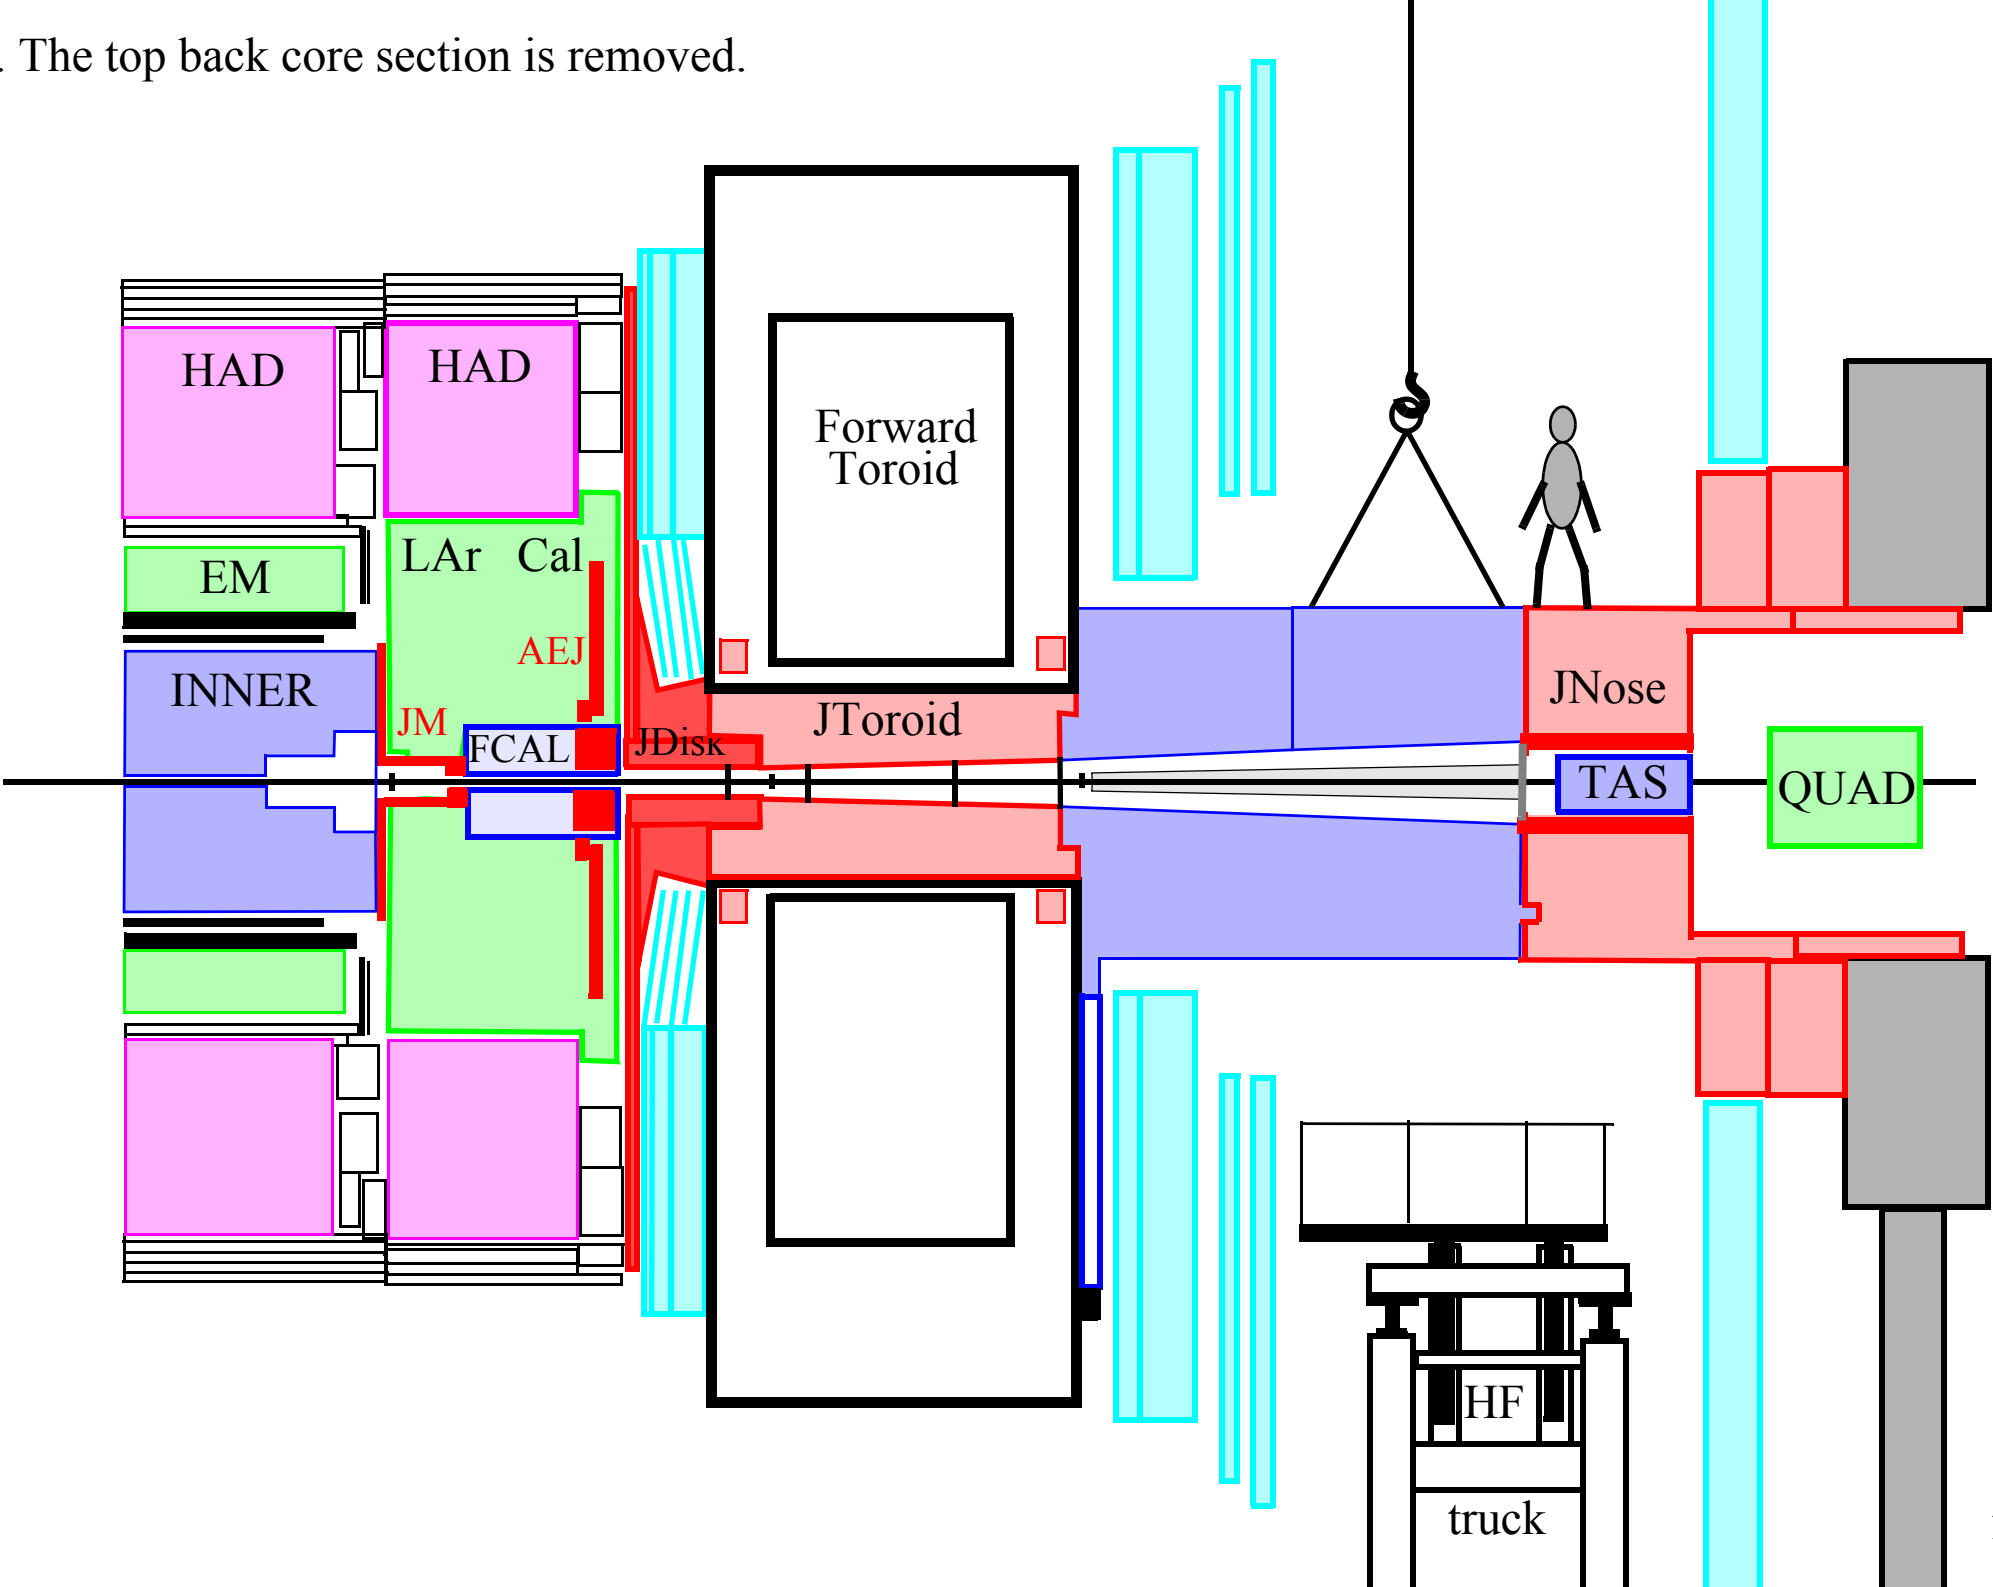 . The top back core section is removed.
HAD
HAD
Forward
Toroid
LAr Cal
EM
AEJ
INNER
JM
FCAL
JDisk
JToroid
JNose
TAS
QUAD
HF
truck